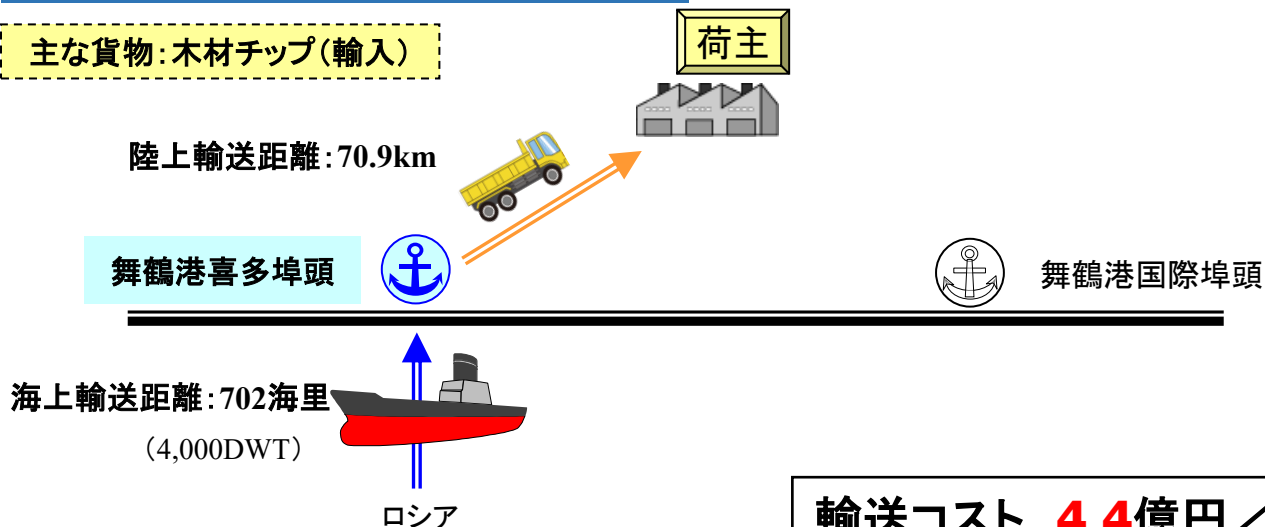 主な貨物：木材チップ（輸入）
荷主
陸上輸送距離：70.9km
舞鶴港喜多埠頭
舞鶴港国際埠頭
海上輸送距離：702海里
（4,000DWT）
ロシア
輸送コスト 4.4億円／